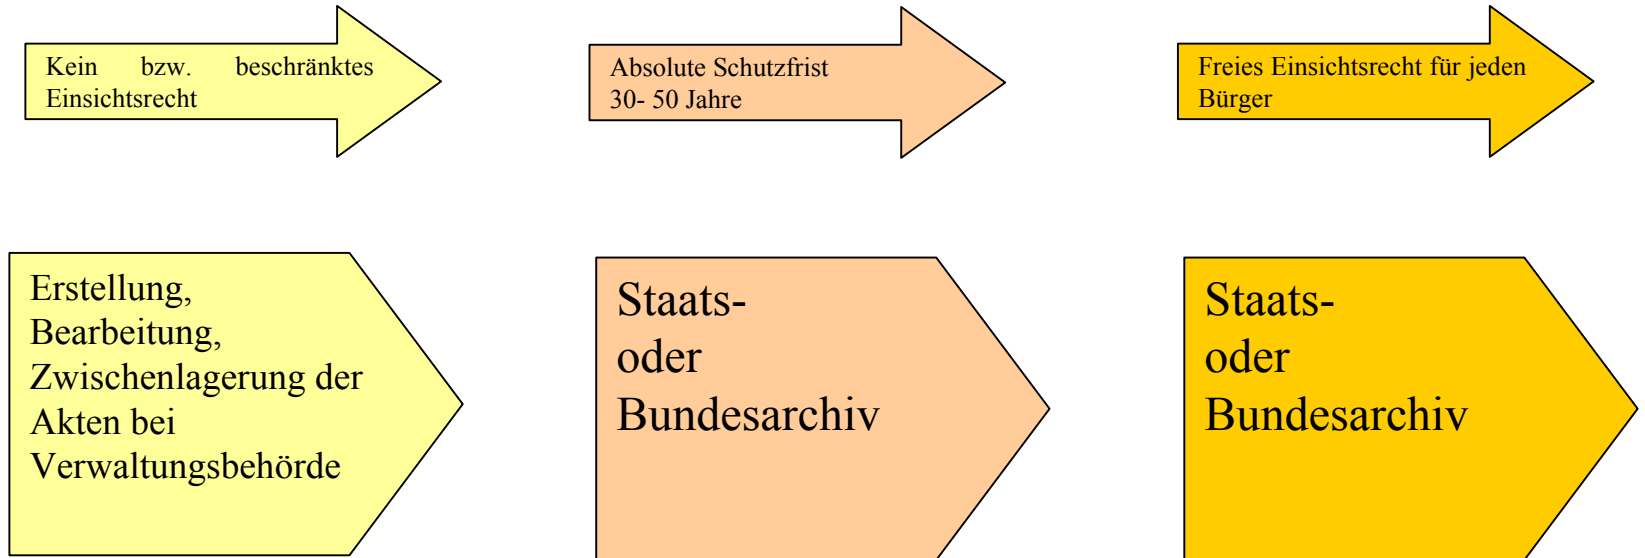 Kein bzw. beschränktes
Einsichtsrecht
Absolute Schutzfrist
30- 50 Jahre
Freies Einsichtsrecht für jeden
Bürger
Erstellung,
Bearbeitung,
Zwischenlagerung der
Akten bei
Verwaltungsbehörde
Staats-
oder
Bundesarchiv
Staats-
oder
Bundesarchiv